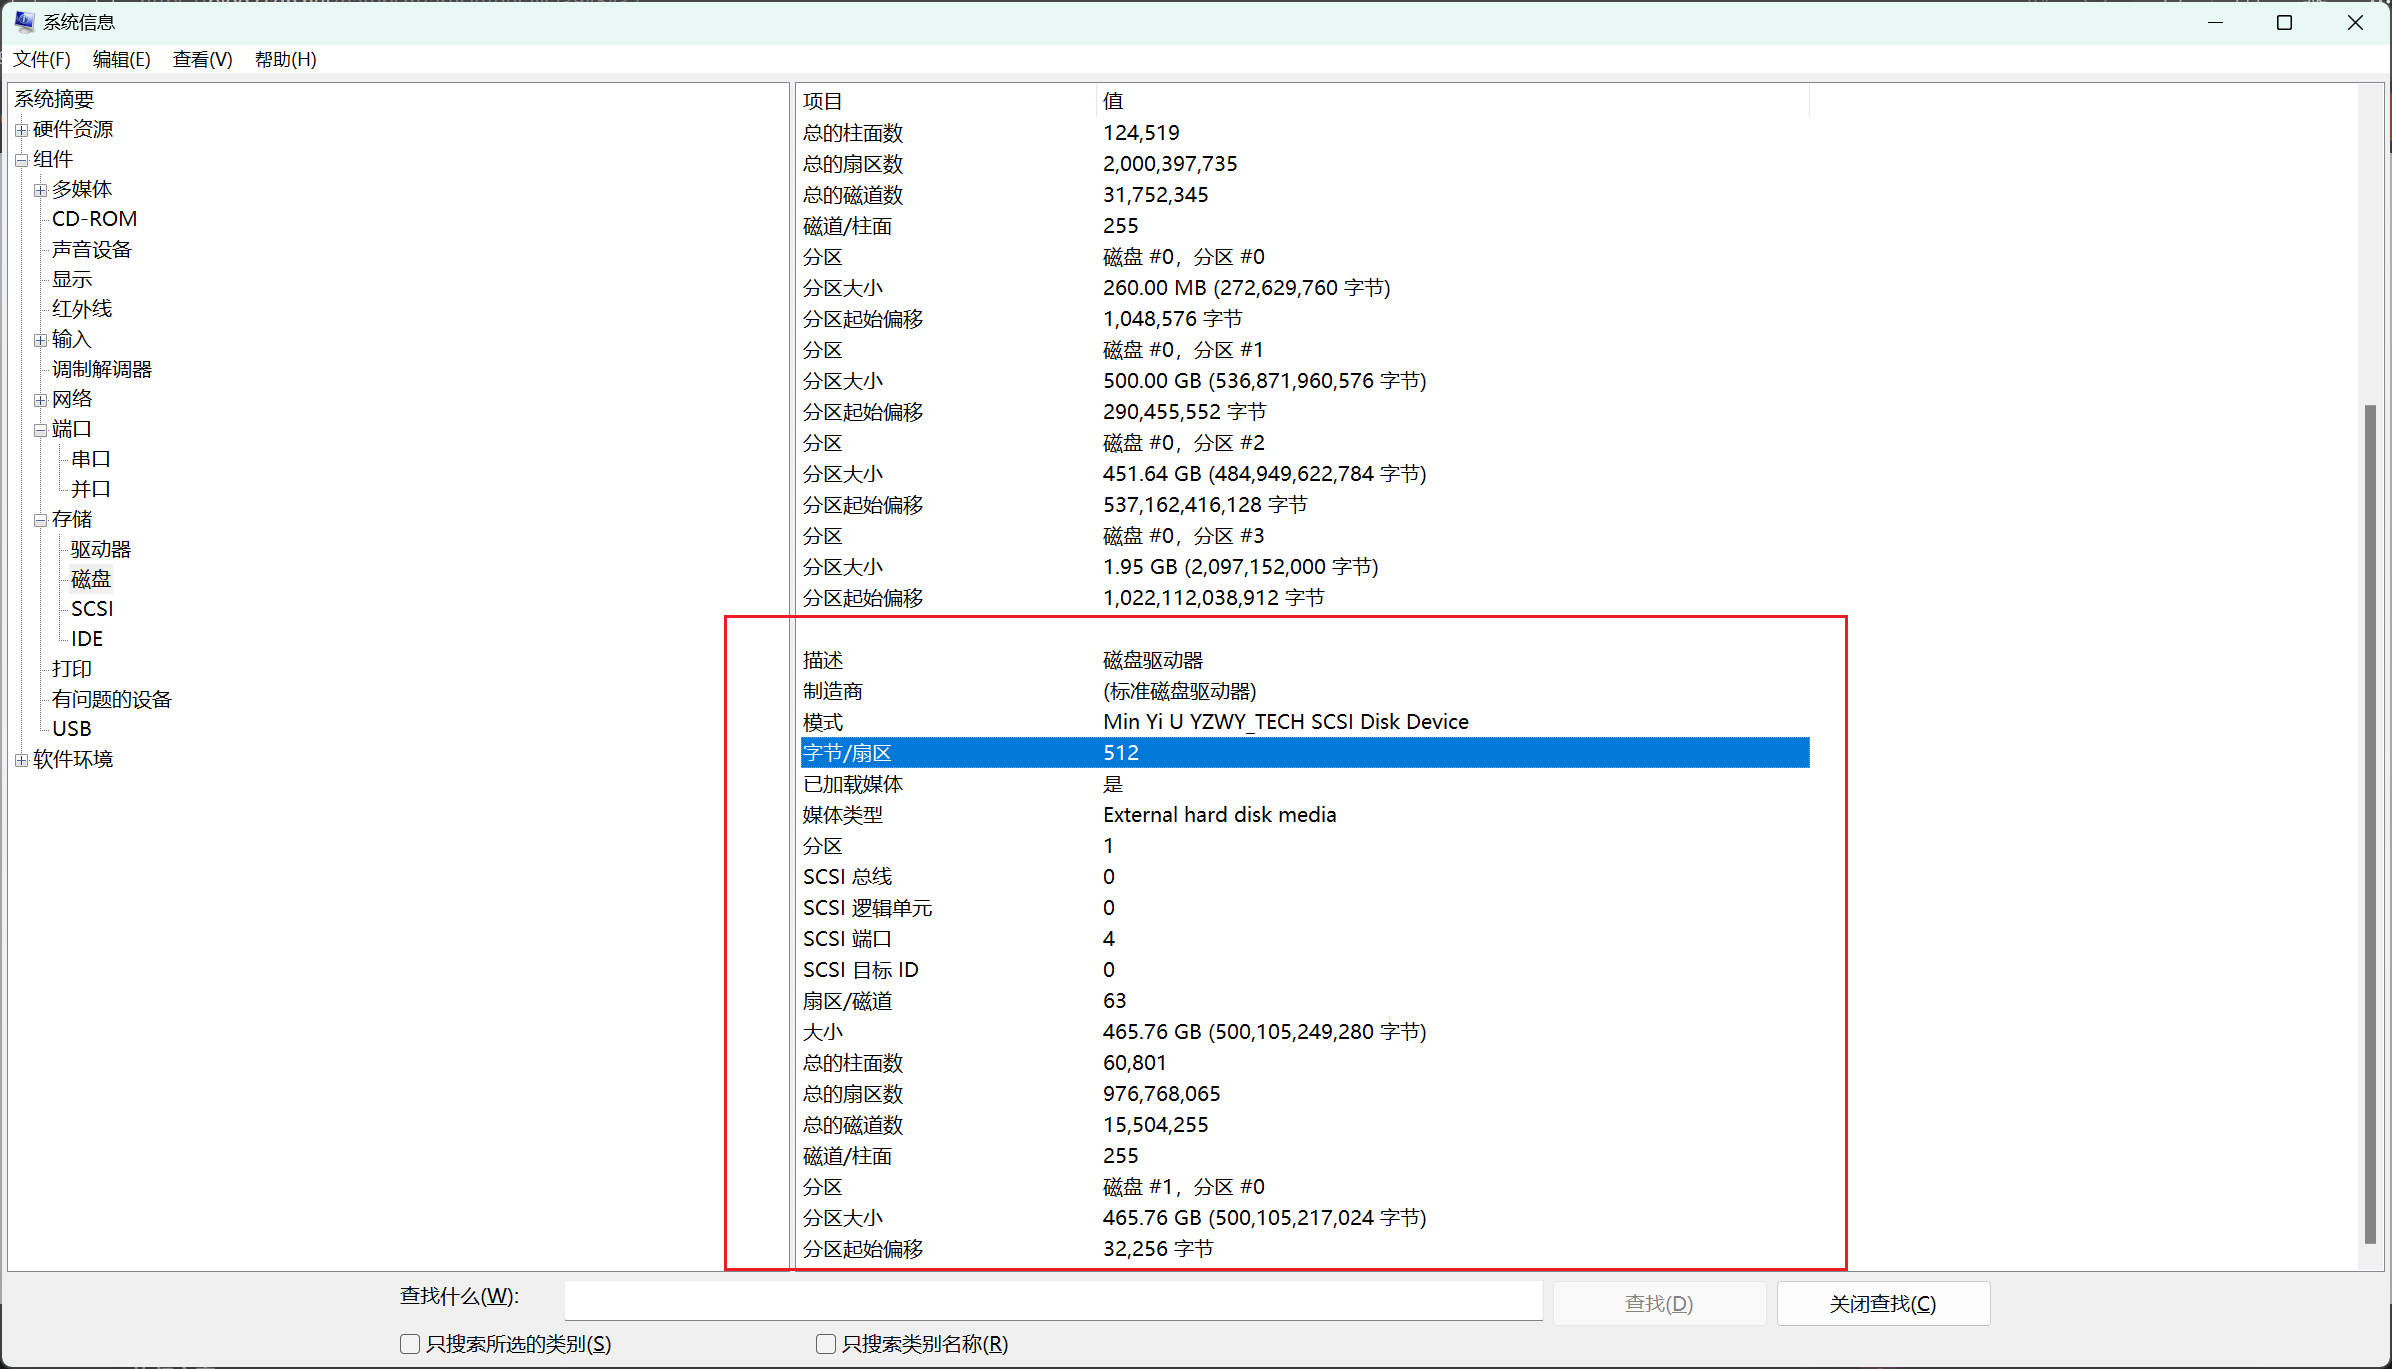 系统信息
文件(F) 编辑(E) 查看(V) 帮助(H)
系统摘要
硬件资源
组件
多媒体
CD-ROM
声音设备
显示
红外线
输入
调制解调器
网络
端口
串口
并口
存储
驱动器
磁盘
SCSI
IDE
打印
有问题的设备
USB
软件环境
项目 值
总的柱面数 124,519
总的扇区数 2,000,397,735
总的磁道数 31,752,345
磁道/柱面 255
分区 磁盘 #0，分区 #0
分区大小 260.00 MB (272,629,760 字节)
分区起始偏移 1,048,576 字节
分区 磁盘 #0，分区 #1
分区大小 500.00 GB (536,871,960,576 字节)
分区起始偏移 290,455,552 字节
分区 磁盘 #0，分区 #2
分区大小 451.64 GB (484,949,622,784 字节)
分区起始偏移 537,162,416,128 字节
分区 磁盘 #0，分区 #3
分区大小 1.95 GB (2,097,152,000 字节)
分区起始偏移 1,022,112,038,912 字节
描述 磁盘驱动器
制造商 (标准磁盘驱动器)
模式 Min Yi U YZWY_TECH SCSI Disk Device
字节/扇区 512
已加载媒体 是
媒体类型 External hard disk media
分区 1
SCSI 总线 0
SCSI 逻辑单元 0
SCSI 端口 4
SCSI 目标 ID 0
扇区/磁道 63
大小 465.76 GB (500,105,249,280 字节)
总的柱面数 60,801
总的扇区数 976,768,065
总的磁道数 15,504,255
磁道/柱面 255
分区 磁盘 #1，分区 #0
分区大小 465.76 GB (500,105,217,024 字节)
分区起始偏移 32,256 字节
查找什么(W): 查找(D) 关闭查找(C)
只搜索所选的类别(S) 只搜索类别名称(R)